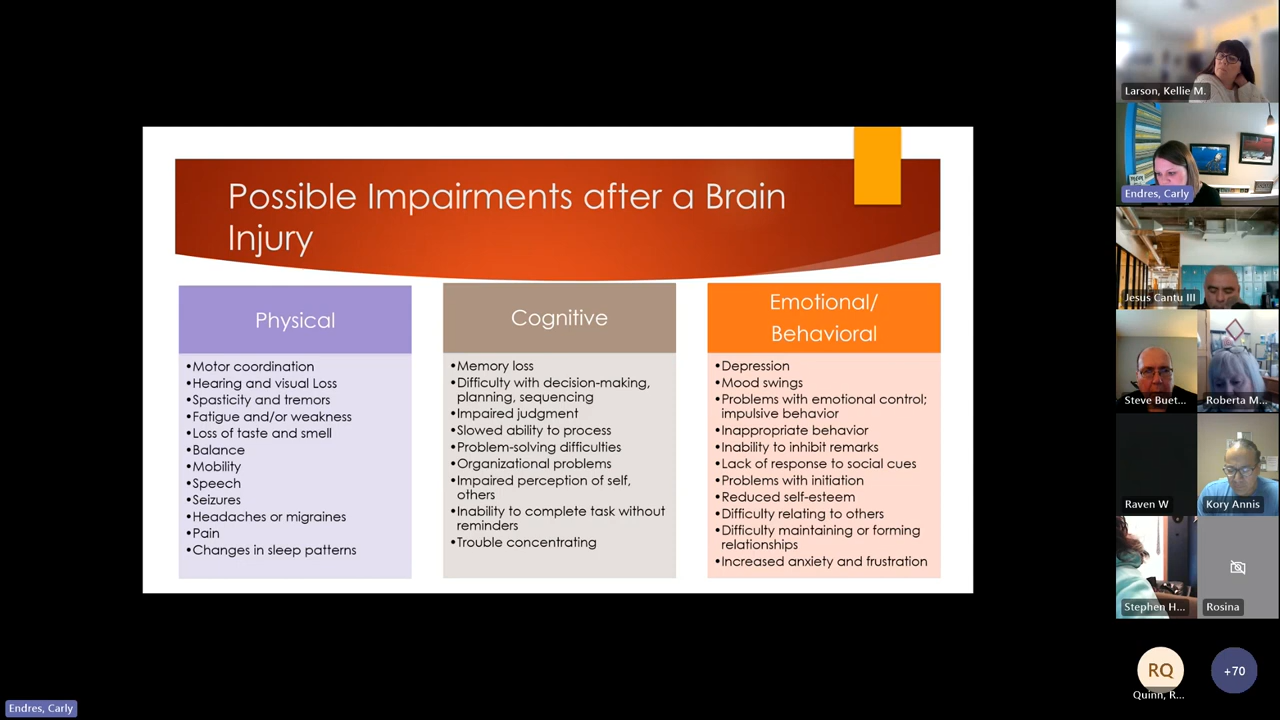 Possible Impairments after a Brain
Injury
Physical
•Motor coordination
•Hearing and visual Loss
•Spasticity and tremors
•Fatigue and/or weakness
•Loss of taste and smell
•Balance
•Mobility
•Speech
•Seizures
•Headaches or migraines
•Pain
•Changes in sleep patterns
Cognitive
•Memory loss
•Difficulty with decision-making,
planning, sequencing
•Impaired judgment
•Slowed ability to process
•Problem-solving difficulties
•Organizational problems
•Impaired perception of self,
others
•Inability to complete task without
reminders
•Trouble concentrating
Emotional/
Behavioral
•Depression
•Mood swings
•Problems with emotional control;
impulsive behavior
•Inappropriate behavior
•Inability to inhibit remarks
•Lack of response to social cues
•Problems with initiation
•Reduced self-esteem
•Difficulty relating to others
•Difficulty maintaining or forming
relationships
•Increased anxiety and frustration
Larson, Kellie M.
Endres, Carly
Jesus Cantu III
Steve Buet...
Roberta M...
Raven W
Kory Annis
Stephen H...
Rosina
RQ
Quinn, R...
+70
Endres, Carly